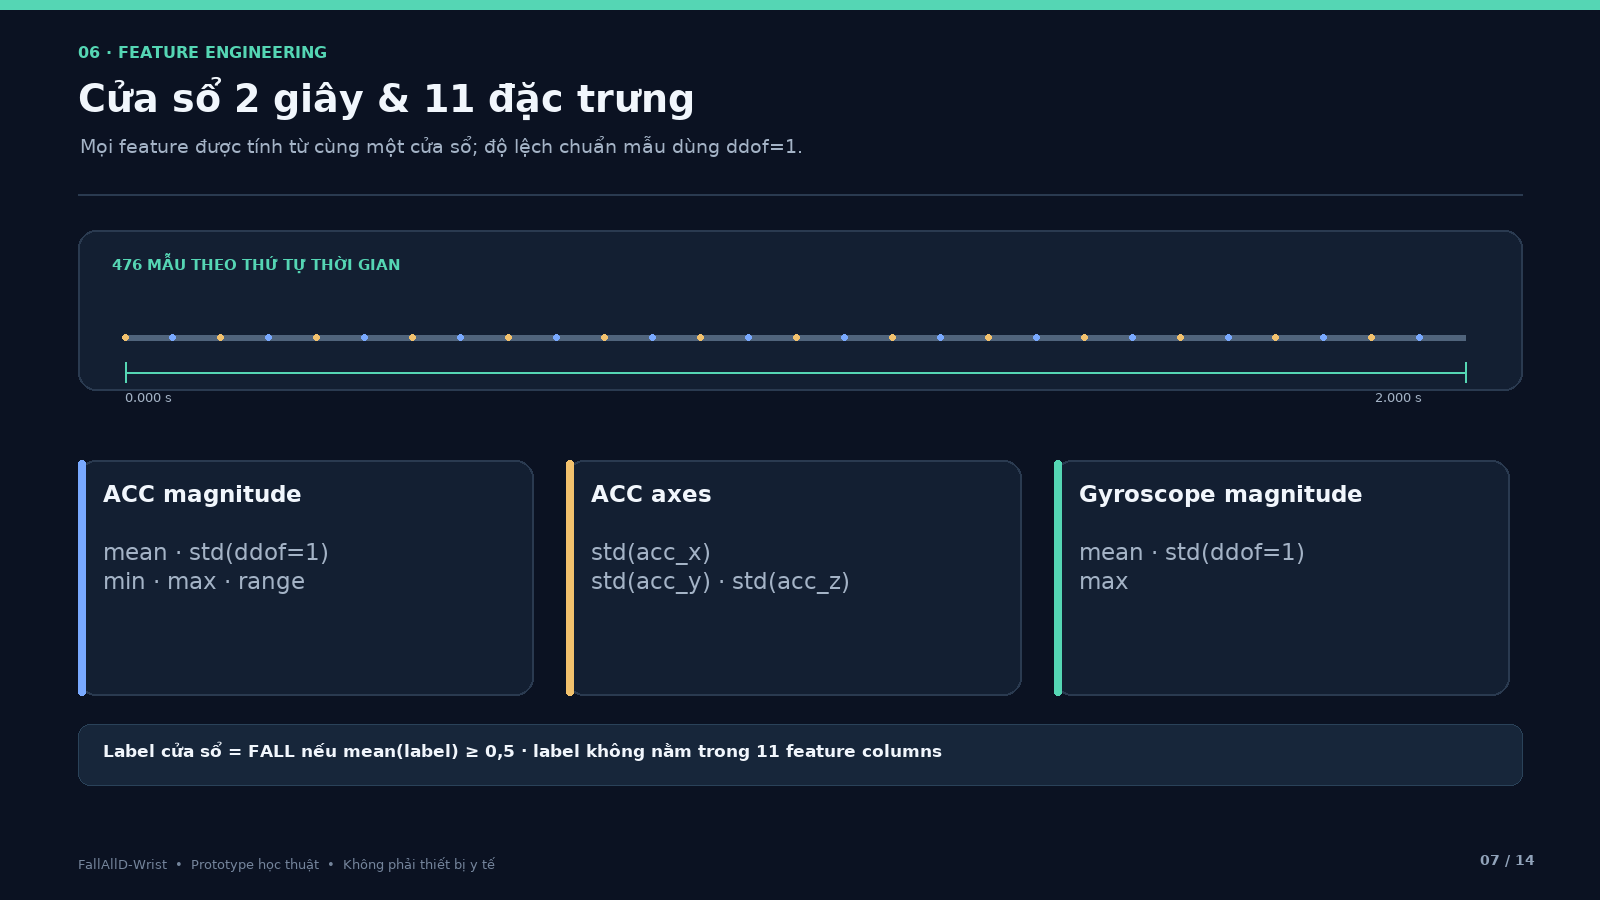 06 · FEATURE ENGINEERING
Cửa sổ 2 giây & 11 đặc trưng
Mọi feature được tính từ cùng một cửa sổ; độ lệch chuẩn mẫu dùng ddof=1.
476 MẪU THEO THỨ TỰ THỜI GIAN
0.000 s
2.000 s
ACC magnitude
mean · std(ddof=1)
min · max · range
ACC axes
std(acc_x)
std(acc_y) · std(acc_z)
Gyroscope magnitude
mean · std(ddof=1)
max
Label cửa sổ = FALL nếu mean(label) ≥ 0,5 · label không nằm trong 11 feature columns
FallAllD-Wrist • Prototype học thuật • Không phải thiết bị y tế
07 / 14